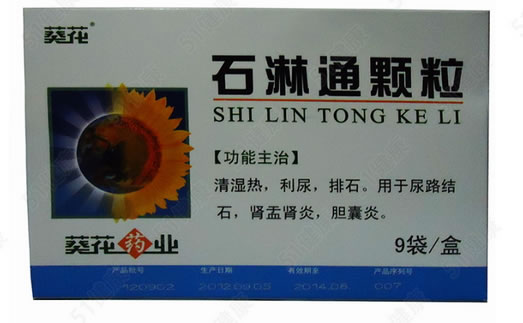 葵花
石淋通颗粒
SHI LIN TONG KE LI
【功能主治】
清湿热，利尿，排石。用于尿路结
石，肾盂肾炎，胆囊炎。
葵花药业
9袋/盒
产品批号 生产日期 有效期至 产品序列号
120902 2012.09.03 2014.08. 007